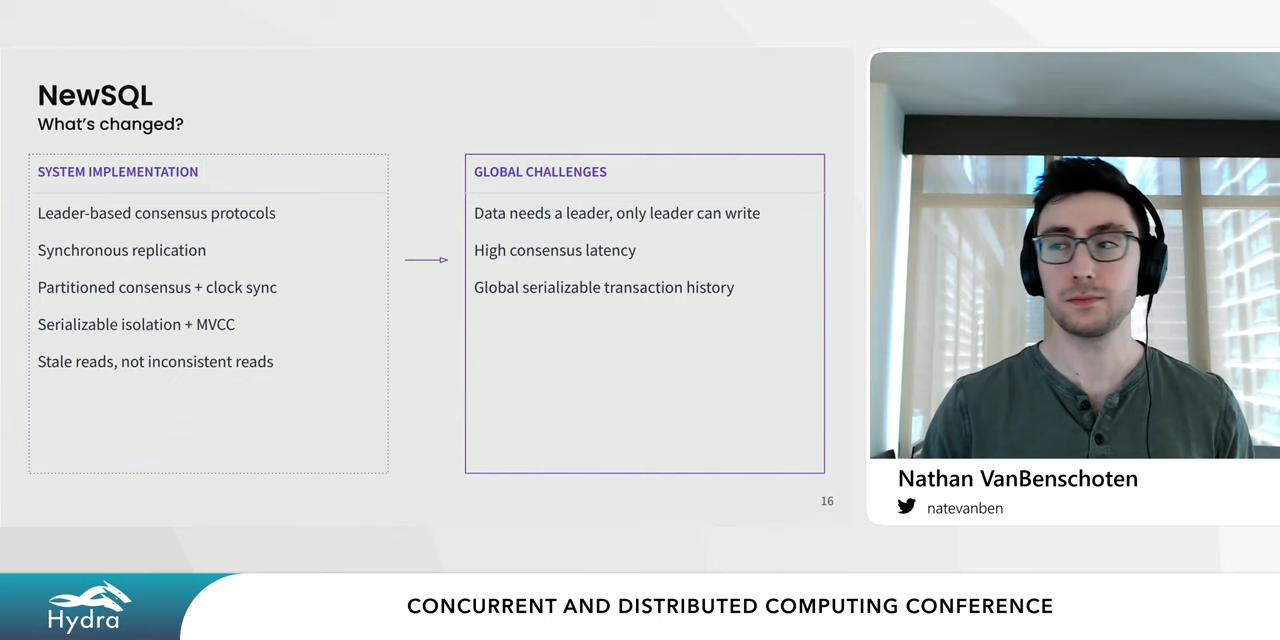 NewSQL
What's changed?
SYSTEM IMPLEMENTATION
Leader-based consensus protocols
Synchronous replication
Partitioned consensus + clock sync
Serializable isolation + MVCC
Stale reads, not inconsistent reads
GLOBAL CHALLENGES
Data needs a leader, only leader can write
High consensus latency
Global serializable transaction history
16
Nathan VanBenschoten
natevanben
Hydra
CONCURRENT AND DISTRIBUTED COMPUTING CONFERENCE